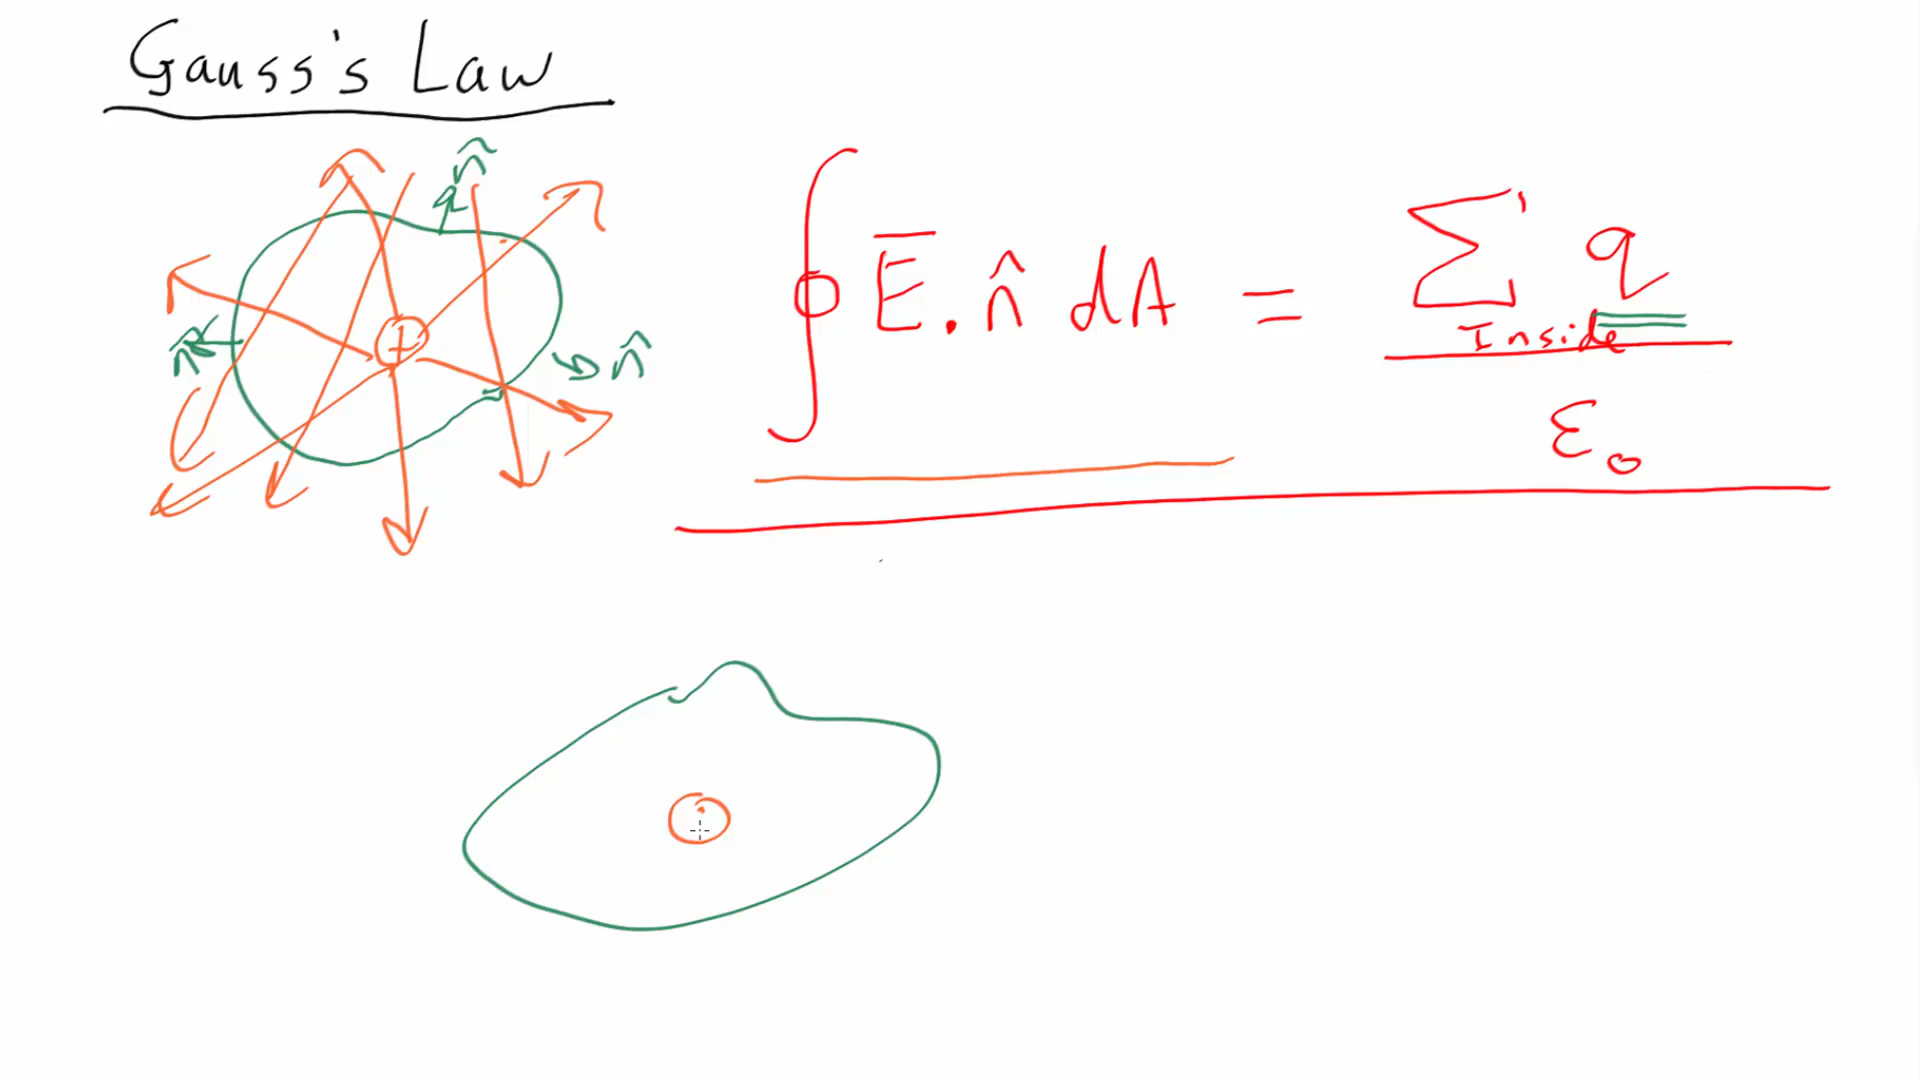 Gauss's Law
n̂
∮ Ē . n̂ dA = Σ q
Inside
ε₀
n̂ n̂
+